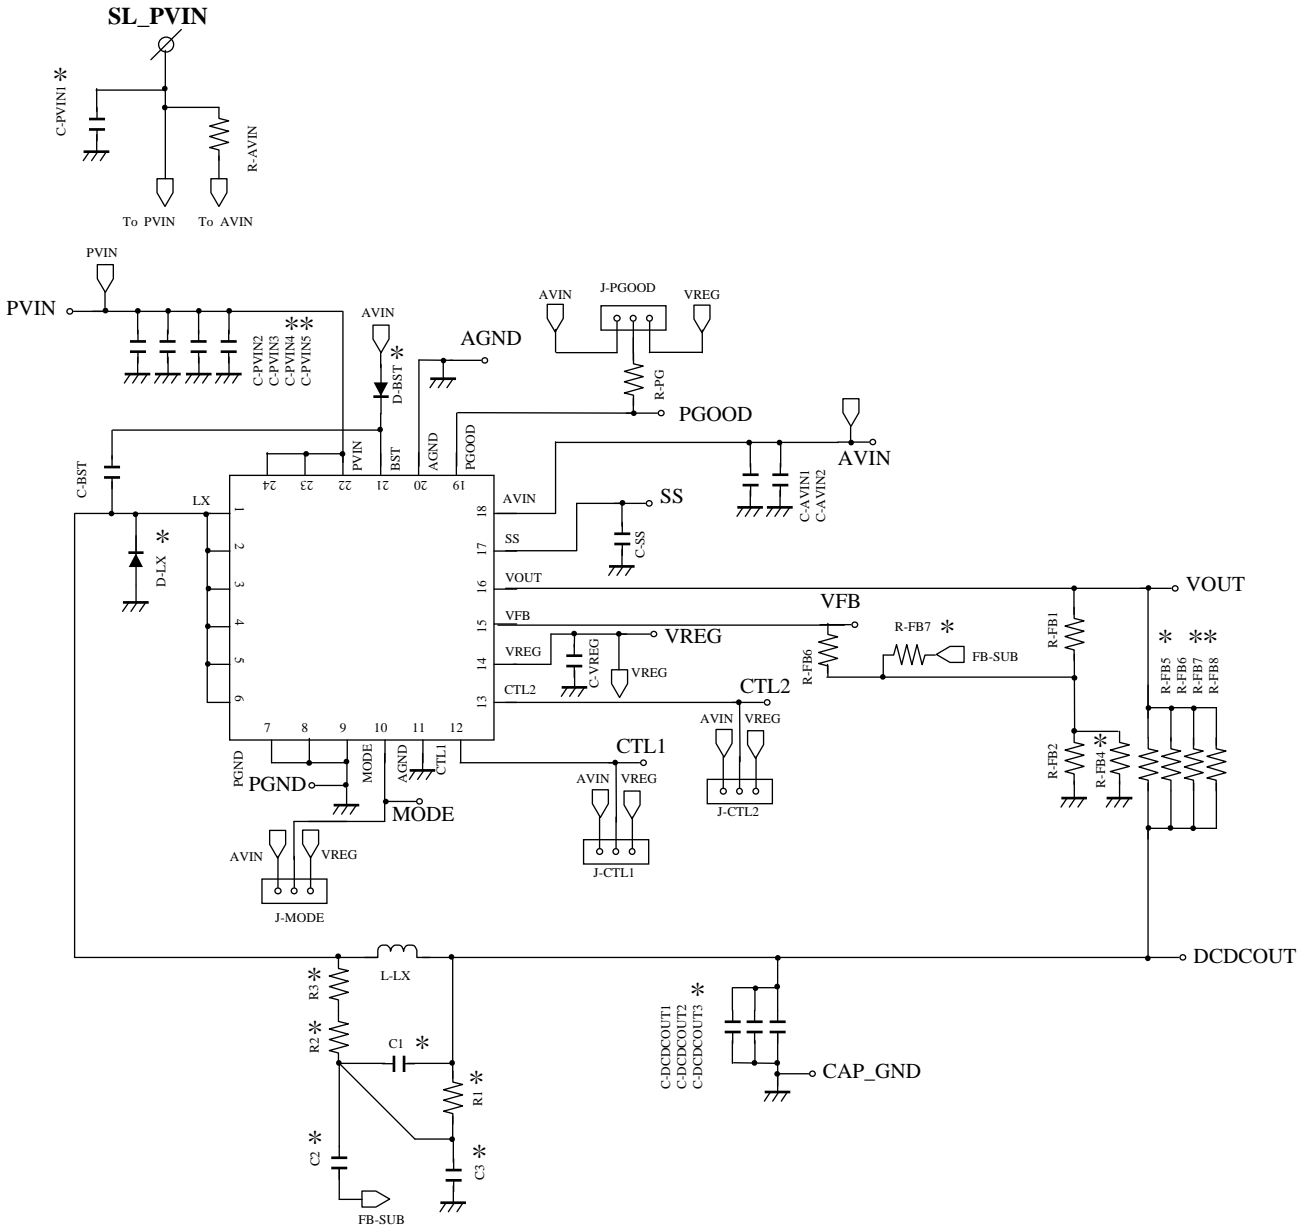 SL_PVIN
C-PVIN1 *
R-AVIN
To PVIN
To AVIN
PVIN
PVIN
C-PVIN2
C-PVIN3
C-PVIN4 *
C-PVIN5 *
AVIN
D-BST *
AGND
AVIN
J-PGOOD
VREG
R-PG
PGOOD
AVIN
C-AVIN1
C-AVIN2
C-BST
LX
D-LX *
24
23
22
21
20
19
PVIN
BST
AGND
PGOOD
1
2
3
4
5
6
18
17
16
15
14
13
AVIN
SS
VOUT
VFB
VREG
CTL2
SS
C-SS
VOUT
VFB
R-FB6
R-FB7 *
FB-SUB
R-FB1
R-FB5 *
R-FB6
R-FB7 *
R-FB8 *
VREG
C-VREG
VREG
CTL2
AVIN
VREG
J-CTL2
R-FB2
R-FB4 *
7
8
9
10
11
12
PGND
MODE
AGND
CTL1
PGND
MODE
CTL1
AVIN
VREG
J-CTL1
AVIN
VREG
J-MODE
L-LX
DCDCOUT
R3 *
R2 *
C1 *
R1 *
C2 *
C3 *
FB-SUB
C-DCDCOUT1
C-DCDCOUT2
C-DCDCOUT3 *
CAP_GND